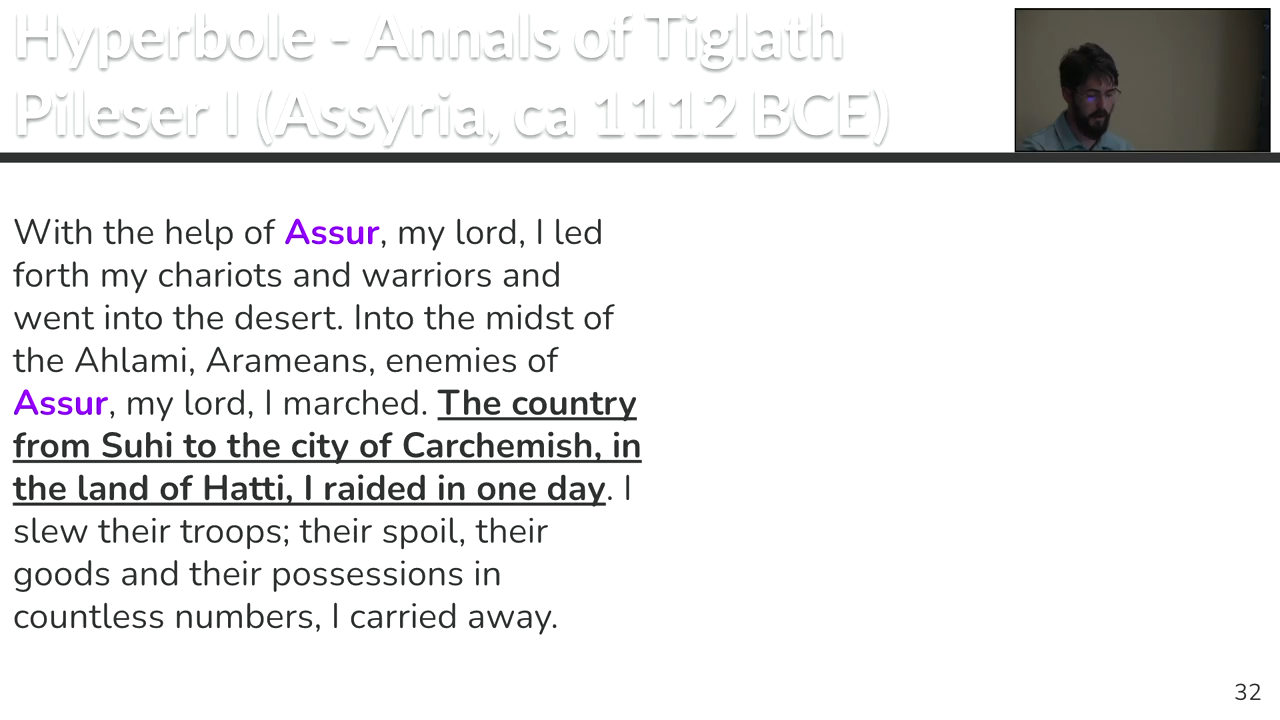 Hyperbole - Annals of Tiglath
Pileser I (Assyria, ca 1112 BCE)
With the help of Assur, my lord, I led
forth my chariots and warriors and
went into the desert. Into the midst of
the Ahlami, Arameans, enemies of
Assur, my lord, I marched. The country
from Suhi to the city of Carchemish, in
the land of Hatti, I raided in one day. I
slew their troops; their spoil, their
goods and their possessions in
countless numbers, I carried away.
32